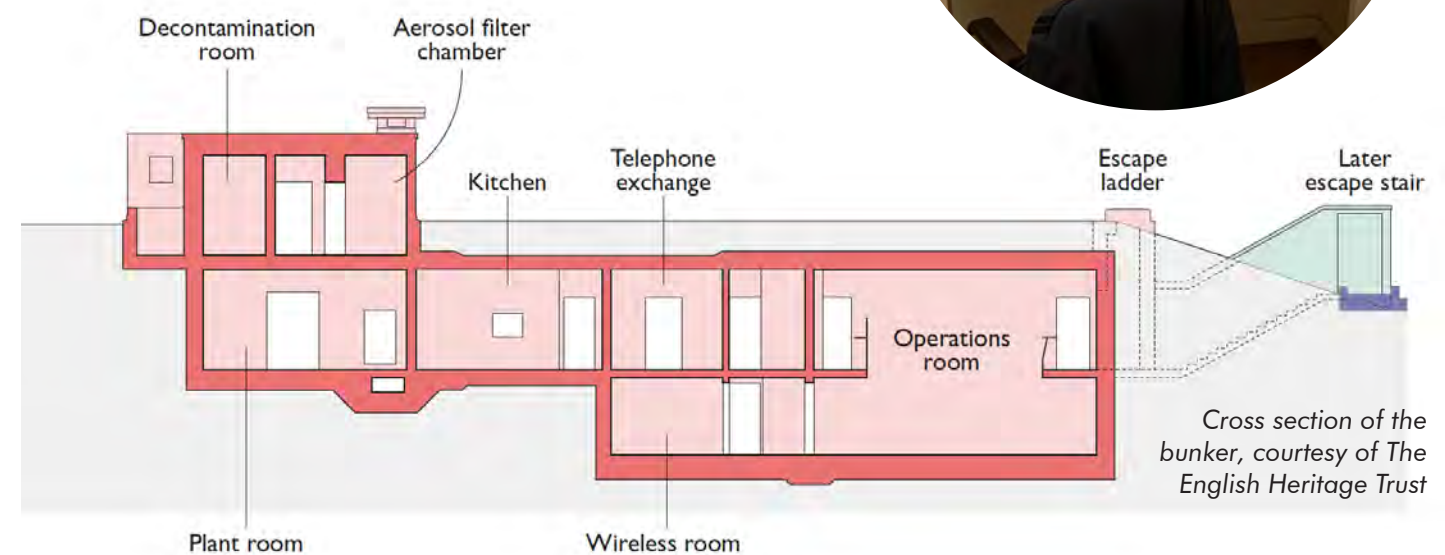 Decontamination
room
Aerosol filter
chamber
Kitchen
Telephone
exchange
Escape
ladder
Later
escape stair
Operations
room
Cross section of the
bunker, courtesy of The
English Heritage Trust
Plant room
Wireless room